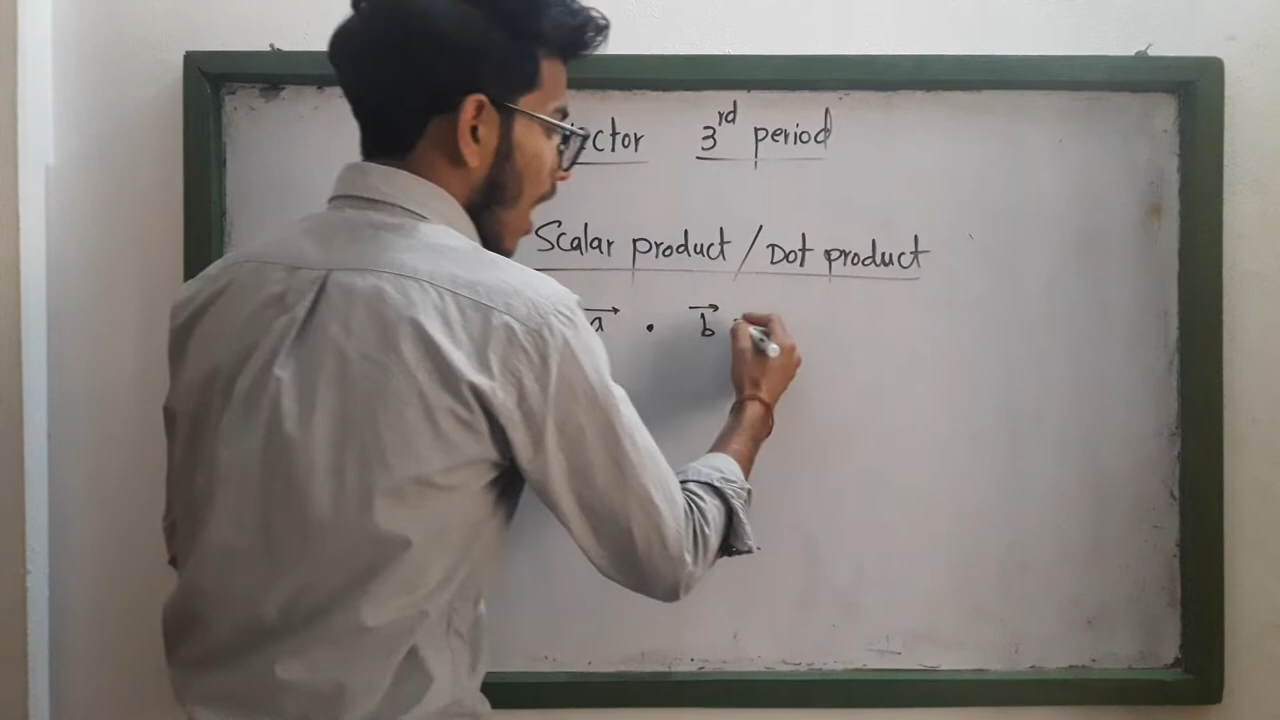 ector 3rd period
Scalar product / Dot product
a⃗ . b⃗